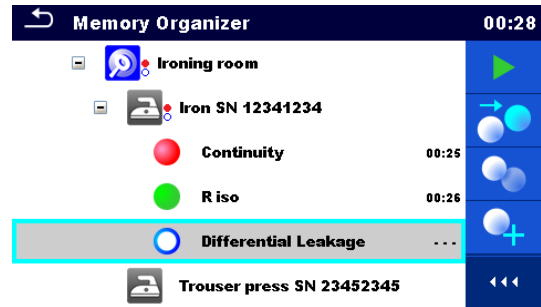 Memory Organizer 00:28
Ironing room
Iron SN 12341234
Continuity 00:25
R iso 00:26
Differential Leakage ---
Trouser press SN 23452345